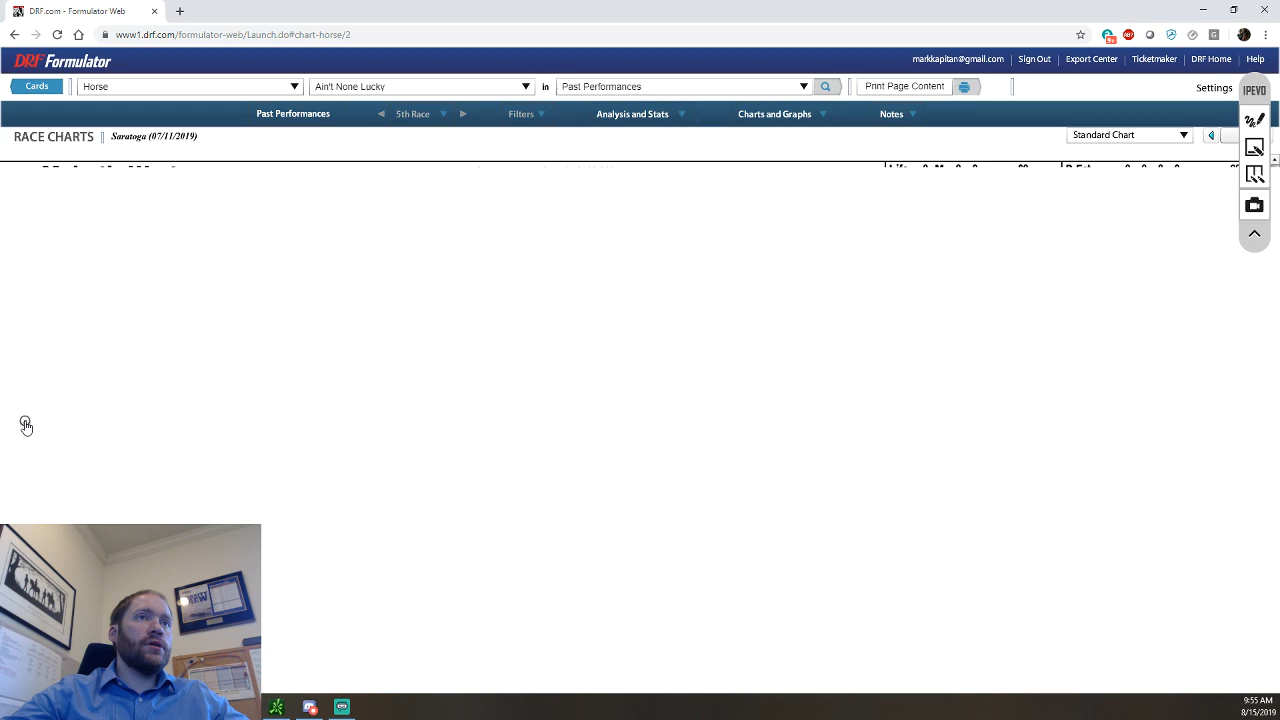 DRF.com - Formulator Web
www1.drf.com/formulator-web/Launch.do#chart-horse/2
9+
ABP
G
DRF Formulator
markkapitan@gmail.com | Sign Out | Export Center | Ticketmaker | DRF Home | Help
Cards Horse Ain't None Lucky in Past Performances Print Page Content Settings
IPEVO
Past Performances 5th Race Filters Analysis and Stats Charts and Graphs Notes
RACE CHARTS Saratoga (07/11/2019) Standard Chart
9:55 AM
8/15/2019